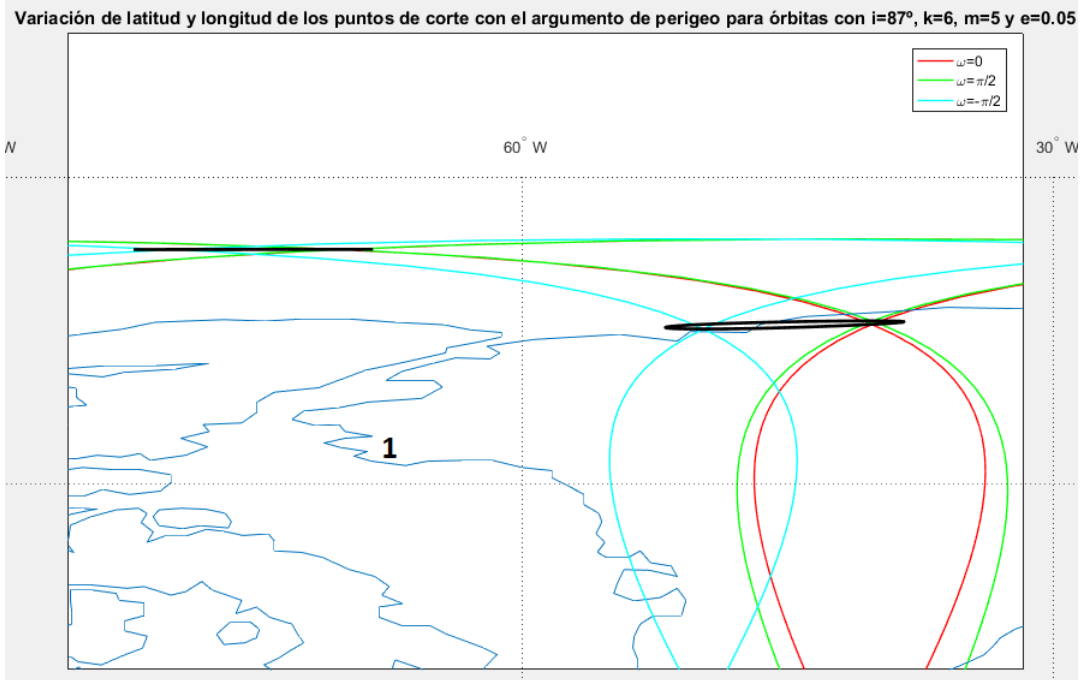 Variación de latitud y longitud de los puntos de corte con el argumento de perigeo para órbitas con i=87º, k=6, m=5 y e=0.05
ω=0
ω=π/2
ω=-π/2
W
60° W
30° W
1